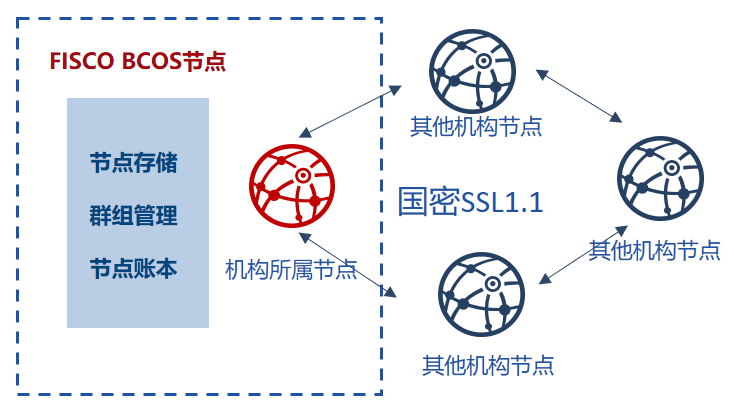 FISCO BCOS节点
节点存储
群组管理
节点账本
机构所属节点
其他机构节点
国密SSL1.1
其他机构节点
其他机构节点